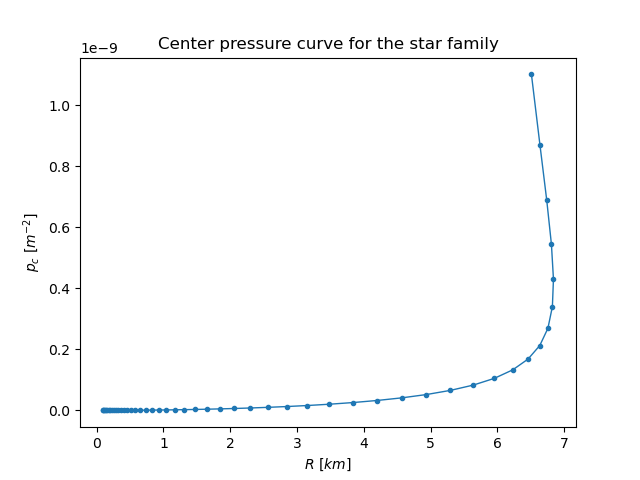 Center pressure curve for the star family
1e−9
1.0
0.8
0.6
0.4
0.2
0.0
p_c [m^{-2}]
0 1 2 3 4 5 6 7
R [km]